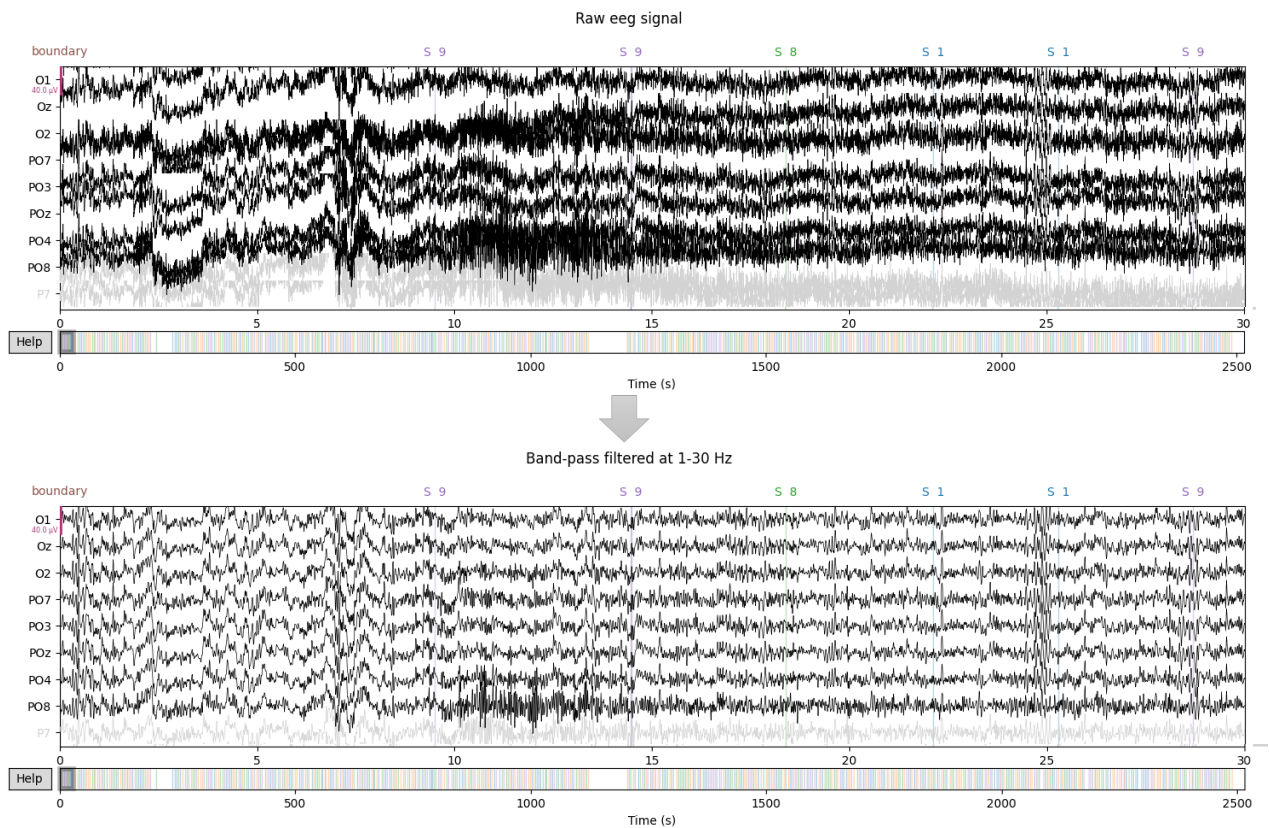 Raw eeg signal
boundary S 9 S 9 S 8 S 1 S 1 S 9
O1
40.0 µV
Oz
O2
PO7
PO3
POz
PO4
PO8
P7
0 5 10 15 20 25 30
Help
0 500 1000 1500 2000 2500
Time (s)
Band-pass filtered at 1-30 Hz
boundary S 9 S 9 S 8 S 1 S 1 S 9
O1
40.0 µV
Oz
O2
PO7
PO3
POz
PO4
PO8
P7
0 5 10 15 20 25 30
Help
0 500 1000 1500 2000 2500
Time (s)